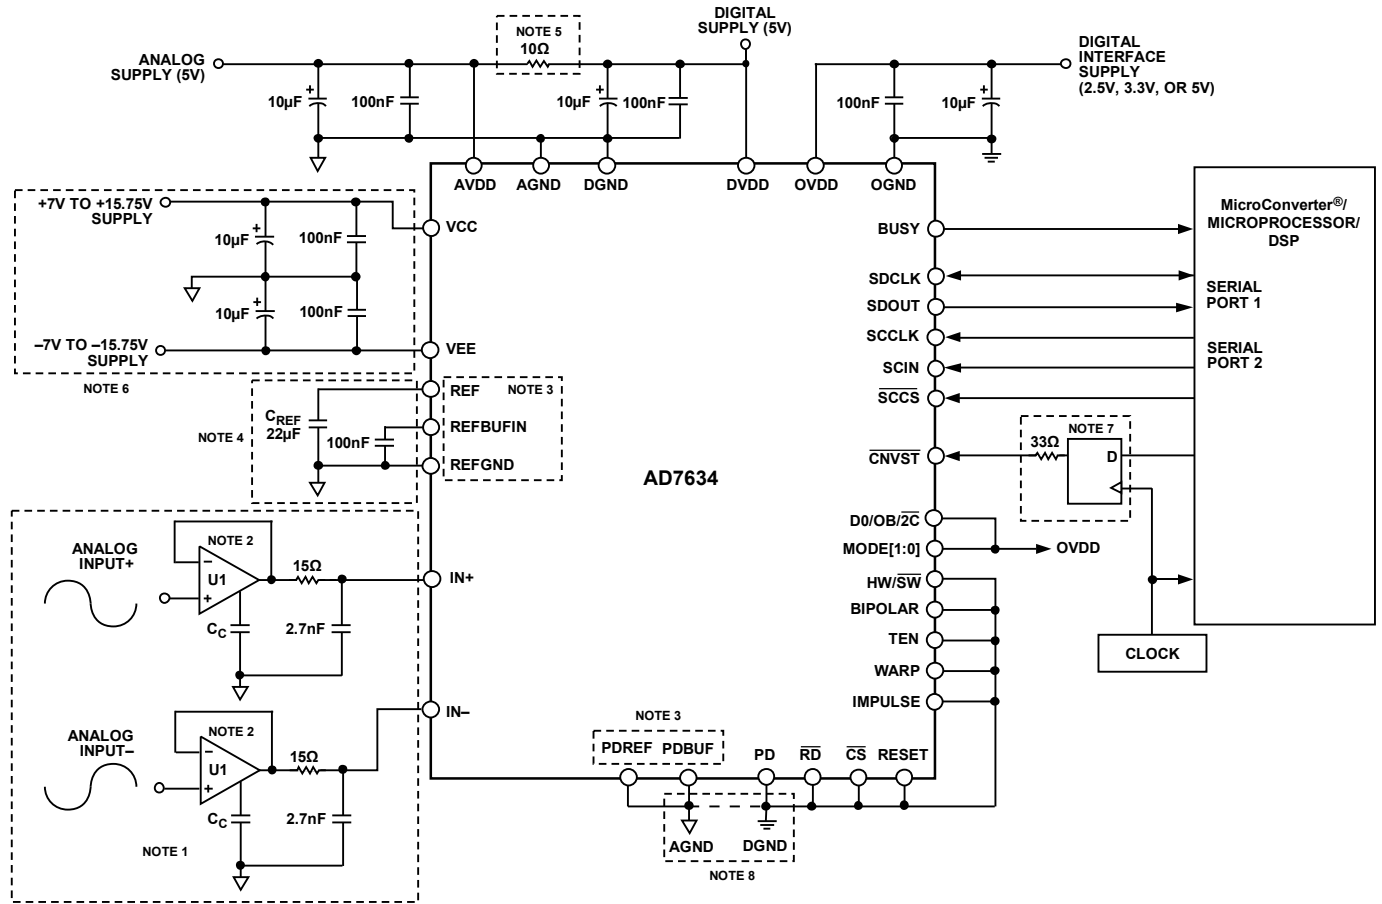 DIGITAL
SUPPLY (5V)
NOTE 5
10Ω
ANALOG
SUPPLY (5V)
DIGITAL
INTERFACE
SUPPLY
(2.5V, 3.3V, OR 5V)
+
10µF
100nF
+
10µF
100nF
100nF
+
10µF
AVDD
AGND
DGND
DVDD
OVDD
OGND
+7V TO +15.75V
SUPPLY
+
10µF
100nF
+
10µF
100nF
–7V TO –15.75V
SUPPLY
NOTE 6
VCC
VEE
REF
NOTE 3
REFBUFIN
REFGND
CREF
22µF
100nF
NOTE 4
AD7634
BUSY
SDCLK
SDOUT
SCCLK
SCIN
SCCS
CNVST
D0/OB/2C
MODE[1:0]
OVDD
HW/SW
BIPOLAR
TEN
WARP
IMPULSE
MicroConverter®/
MICROPROCESSOR/
DSP
SERIAL
PORT 1
SERIAL
PORT 2
NOTE 7
33Ω
D
CLOCK
ANALOG
INPUT+
NOTE 2
–
U1
+
15Ω
CC
2.7nF
IN+
ANALOG
INPUT–
NOTE 2
–
U1
+
15Ω
CC
2.7nF
IN–
NOTE 1
NOTE 3
PDREF
PDBUF
PD
RD
CS
RESET
AGND
DGND
NOTE 8